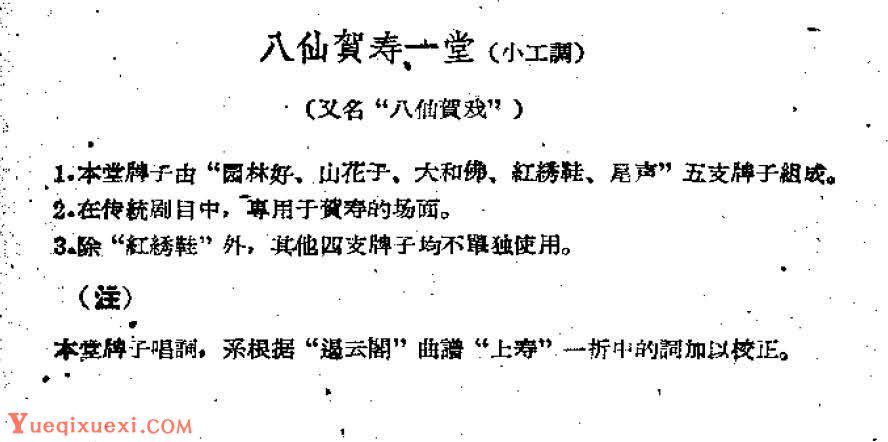 八仙贺寿一堂（小工調）
（又名“八仙贺戏”）
1.本堂牌子由“园林好、山花子、大和佛、紅綉鞋、尾声”五支牌子組成。
2.在传統剧目中，專用于賀寿的场面。
3.除“紅綉鞋”外，其他四支牌子均不單独使用。
（注）
本堂牌子唱詞，系根据“遏云閣”曲譜“上寿”一折中的詞加以校正。
Yueqixuexi.com